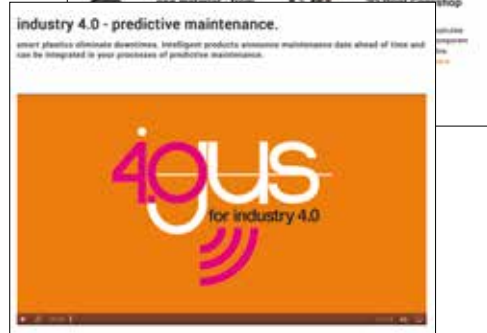 shop
industry 4.0 - predictive maintenance.
smart plastics eliminate downtimes. Intelligent products announce maintenance date ahead of time and
can be integrated in your processes of predictive maintenance.
4.0 igus
for industry 4.0